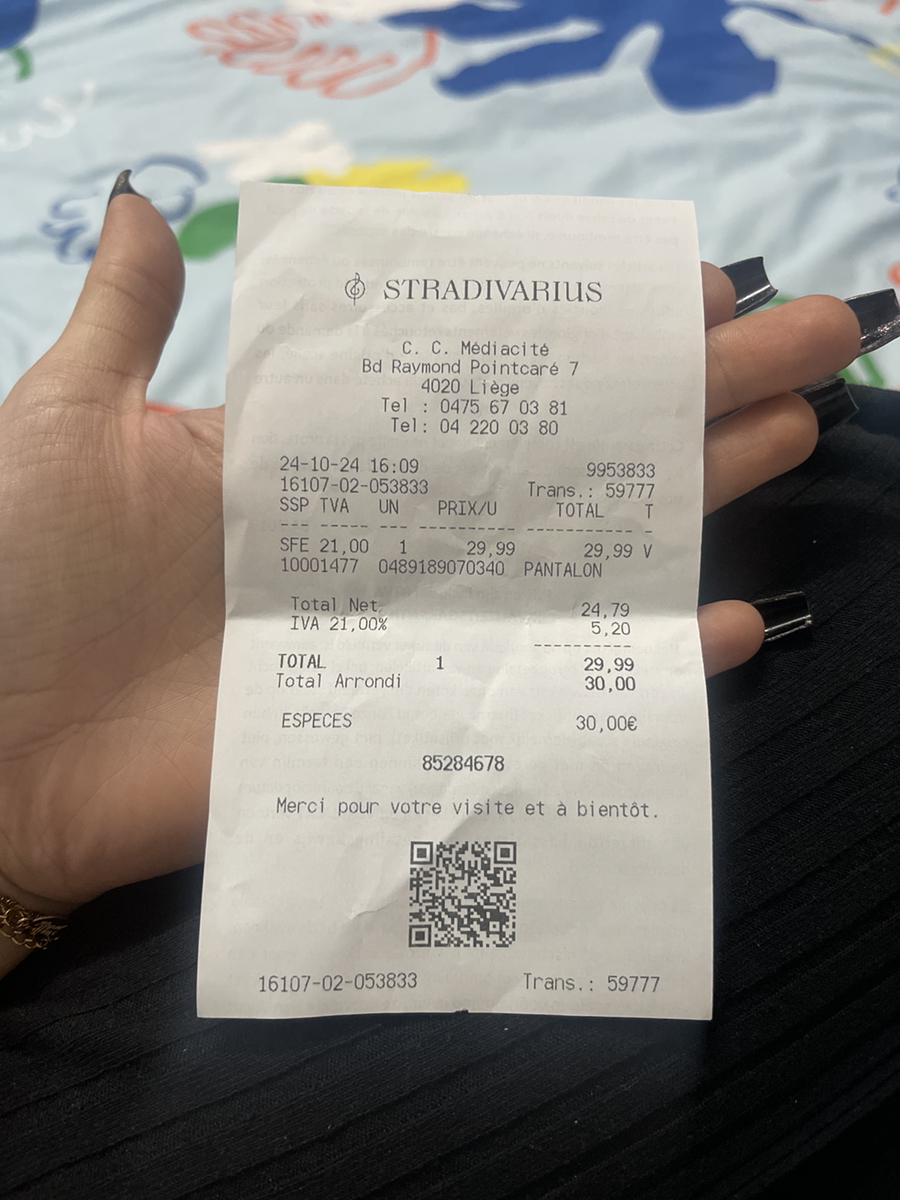 STRADIVARIUS
C. C. Médiacité
Bd Raymond Pointcaré 7
4020 Liège
Tel : 0475 67 03 81
Tel: 04 220 03 80
24-10-24 16:09 9953833
16107-02-053833 Trans.: 59777
SSP TVA UN PRIX/U TOTAL T
--- ----- --- ---------- ----------- -
SFE 21,00 1 29,99 29,99 V
10001477 0489189070340 PANTALON
Total Net 24,79
IVA 21,00% 5,20
----------
TOTAL 1 29,99
Total Arrondi 30,00
ESPECES 30,00€
85284678
Merci pour votre visite et à bientôt.
16107-02-053833 Trans.: 59777